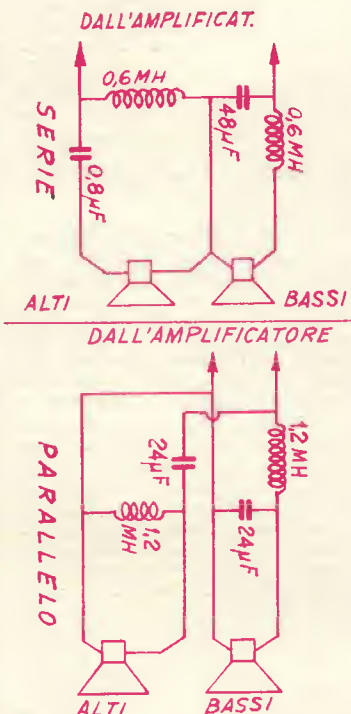 DALL'AMPLIFICAT.
0,6 MH
48µF
0,6 MH
0,8µF
SERIE
ALTI
BASSI
DALL'AMPLIFICATORE
24µF
1,2 MH
1,2
MH
24µF
PARALLELO
ALTI
BASSI